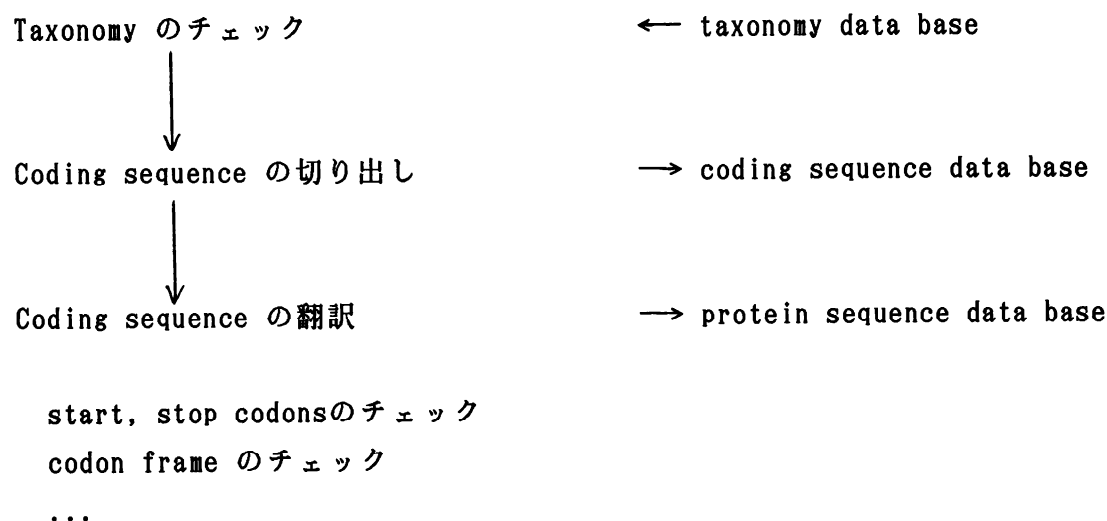 Taxonomy のチェック ← taxonomy data base
Coding sequence の切り出し → coding sequence data base
Coding sequence の翻訳 → protein sequence data base
start, stop codonsのチェック
codon frame のチェック
...